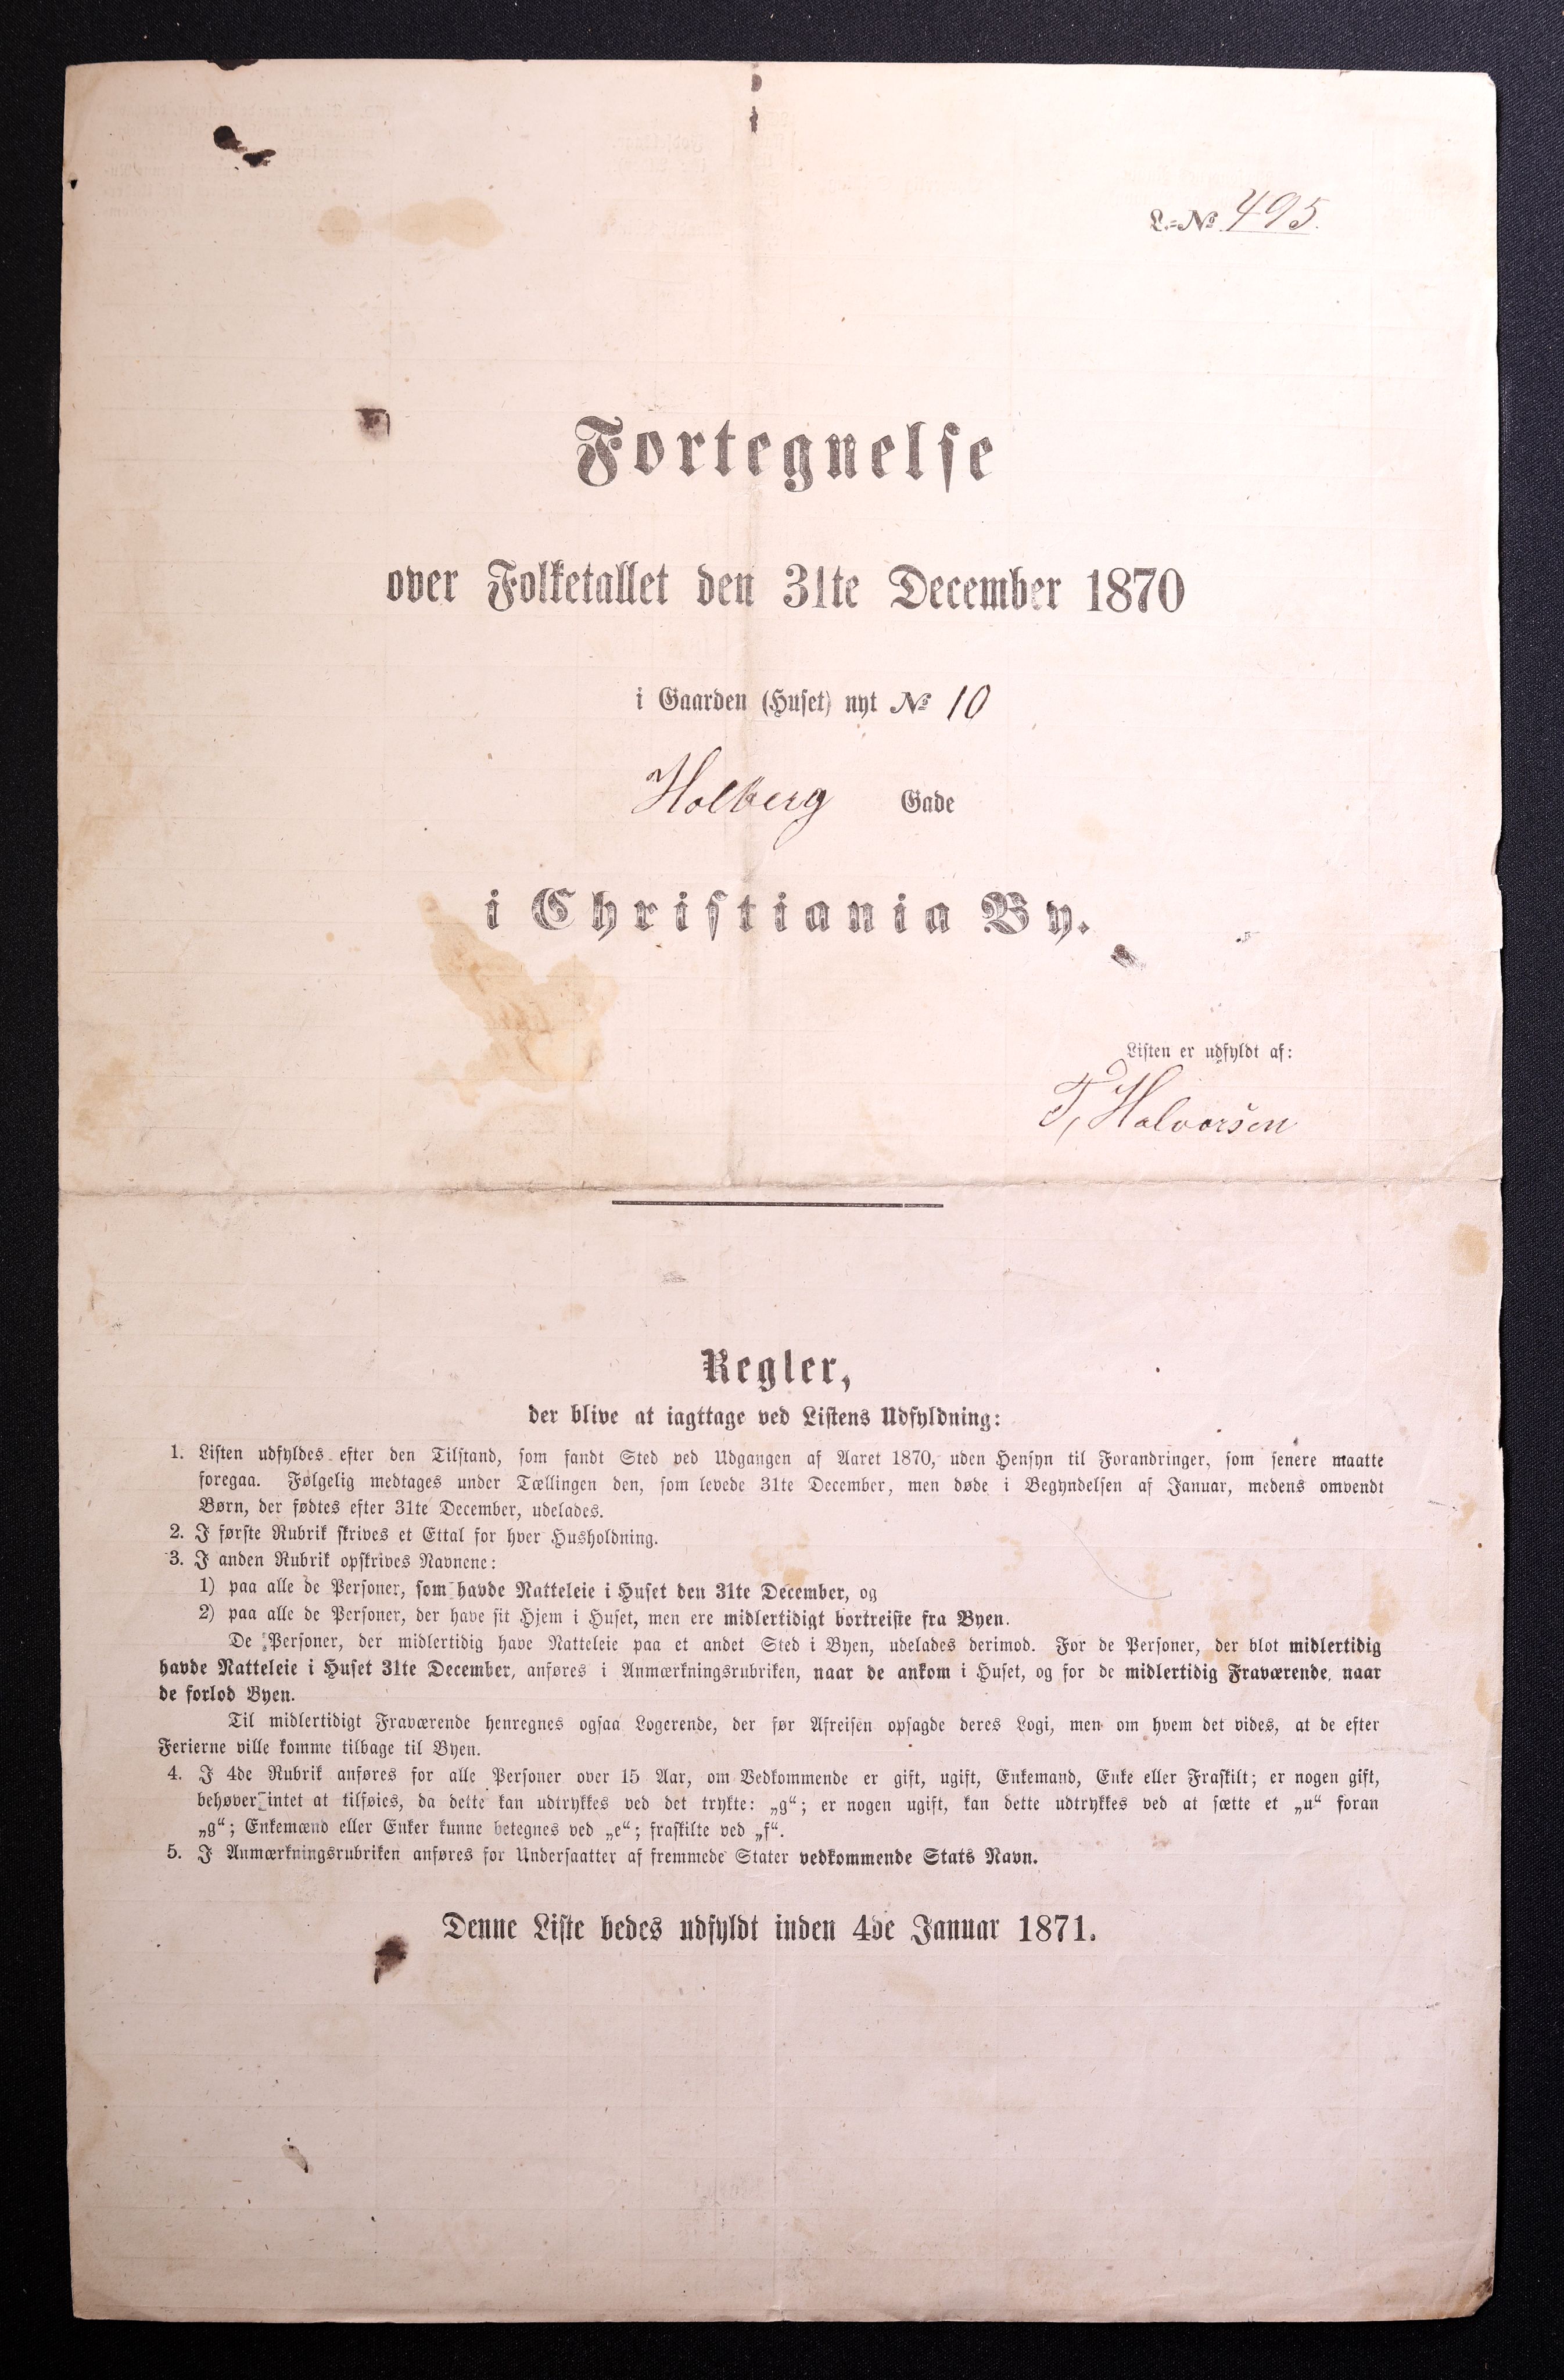 L.=№ 495.
Fortegnelse
over Folketallet den 31te December 1870
i Gaarden (Huset) nyt № 10
Holberg Gade
i Christiania By.
Listen er udfyldt af:
T, Halvorsen
Regler,
der blive at iagttage ved Listens Udfyldning:
1. Listen udfyldes efter den Tilstand, som fandt Sted ved Udgangen af Aaret 1870, uden Hensyn til Forandringer, som senere maatte
foregaa. Følgelig medtages under Tællingen den, som levede 31te December, men døde i Begyndelsen af Januar, medens omvendt
Børn, der fødtes efter 31te December, udelades.
2. I første Rubrik skrives et Ettal for hver Husholdning.
3. I anden Rubrik opskrives Navnene:
1) paa alle de Personer, som havde Natteleie i Huset den 31te December, og
2) paa alle de Personer, der have sit Hjem i Huset, men ere midlertidigt bortreiste fra Byen.
De Personer, der midlertidig have Natteleie paa et andet Sted i Byen, udelades derimod. For de Personer, der blot midlertidig
havde Natteleie i Huset 31te December, anføres i Anmærkningsrubriken, naar de ankom i Huset, og for de midlertidig Fraværende, naar
de forlod Byen.
Til midlertidigt Fraværende henregnes ogsaa Logerende, der før Afreisen opsagde deres Logi, men om hvem det vides, at de efter
Ferierne ville komme tilbage til Byen.
4. I 4de Rubrik anføres for alle Personer over 15 Aar, om Vedkommende er gift, ugift, Enkemand, Enke eller Fraskilt; er nogen gift,
behøver intet at tilføies, da dette kan udtrykkes ved det trykte: „g“; er nogen ugift, kan dette udtrykkes ved at sætte et „u“ foran
„g“; Enkemænd eller Enker kunne betegnes ved „e“; fraskilte ved „f“.
5. I Anmærkningsrubriken anføres for Undersaatter af fremmede Stater vedkommende Stats Navn.
Denne Liste bedes udfyldt inden 4de Januar 1871.